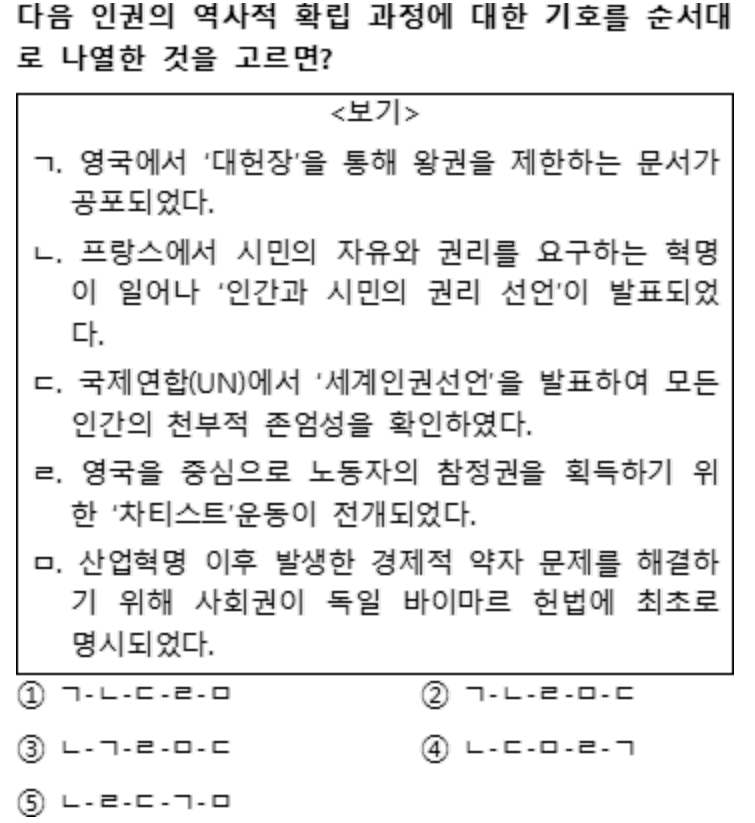 다음 인권의 역사적 확립 과정에 대한 기호를 순서대
로 나열한 것을 고르면?
<보기>
ㄱ. 영국에서 '대헌장'을 통해 왕권을 제한하는 문서가
공포되었다.
ㄴ. 프랑스에서 시민의 자유와 권리를 요구하는 혁명
이 일어나 '인간과 시민의 권리 선언'이 발표되었
다.
ㄷ. 국제연합(UN)에서 '세계인권선언'을 발표하여 모든
인간의 천부적 존엄성을 확인하였다.
ㄹ. 영국을 중심으로 노동자의 참정권을 획득하기 위
한 '차티스트'운동이 전개되었다.
ㅁ. 산업혁명 이후 발생한 경제적 약자 문제를 해결하
기 위해 사회권이 독일 바이마르 헌법에 최초로
명시되었다.
① ㄱ-ㄴ-ㄷ-ㄹ-ㅁ ② ㄱ-ㄴ-ㄹ-ㅁ-ㄷ
③ ㄴ-ㄱ-ㄹ-ㅁ-ㄷ ④ ㄴ-ㄷ-ㅁ-ㄹ-ㄱ
⑤ ㄴ-ㄹ-ㄷ-ㄱ-ㅁ